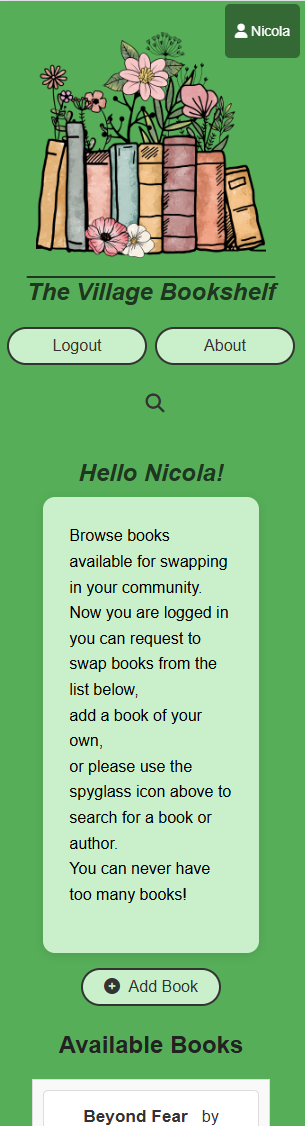 Nicola
The Village Bookshelf
Logout
About
Hello Nicola!
Browse books
available for swapping
in your community.
Now you are logged in
you can request to
swap books from the
list below,
add a book of your
own,
or please use the
spyglass icon above to
search for a book or
author.
You can never have
too many books!
Add Book
Available Books
Beyond Fear by